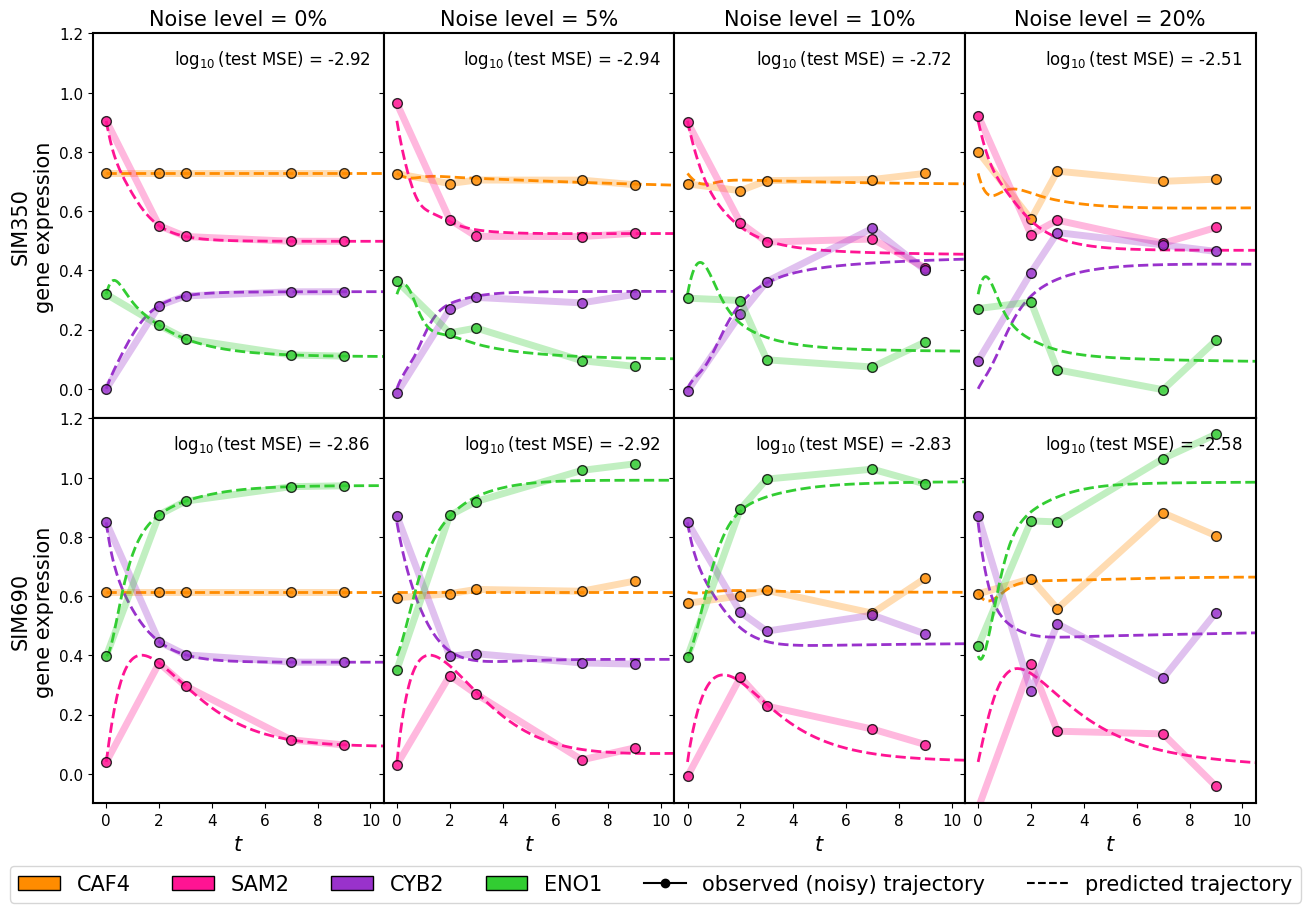 Noise level = 0% Noise level = 5% Noise level = 10% Noise level = 20%
SIM350
gene expression
1.2
1.0
0.8
0.6
0.4
0.2
0.0
log10 (test MSE) = -2.92
log10 (test MSE) = -2.94
log10 (test MSE) = -2.72
log10 (test MSE) = -2.51
SIM690
gene expression
1.2
1.0
0.8
0.6
0.4
0.2
0.0
log10 (test MSE) = -2.86
log10 (test MSE) = -2.92
log10 (test MSE) = -2.83
log10 (test MSE) = -2.58
0 2 4 6 8 10 0 2 4 6 8 10 0 2 4 6 8 10 0 2 4 6 8 10
t t t t
CAF4 SAM2 CYB2 ENO1 observed (noisy) trajectory predicted trajectory